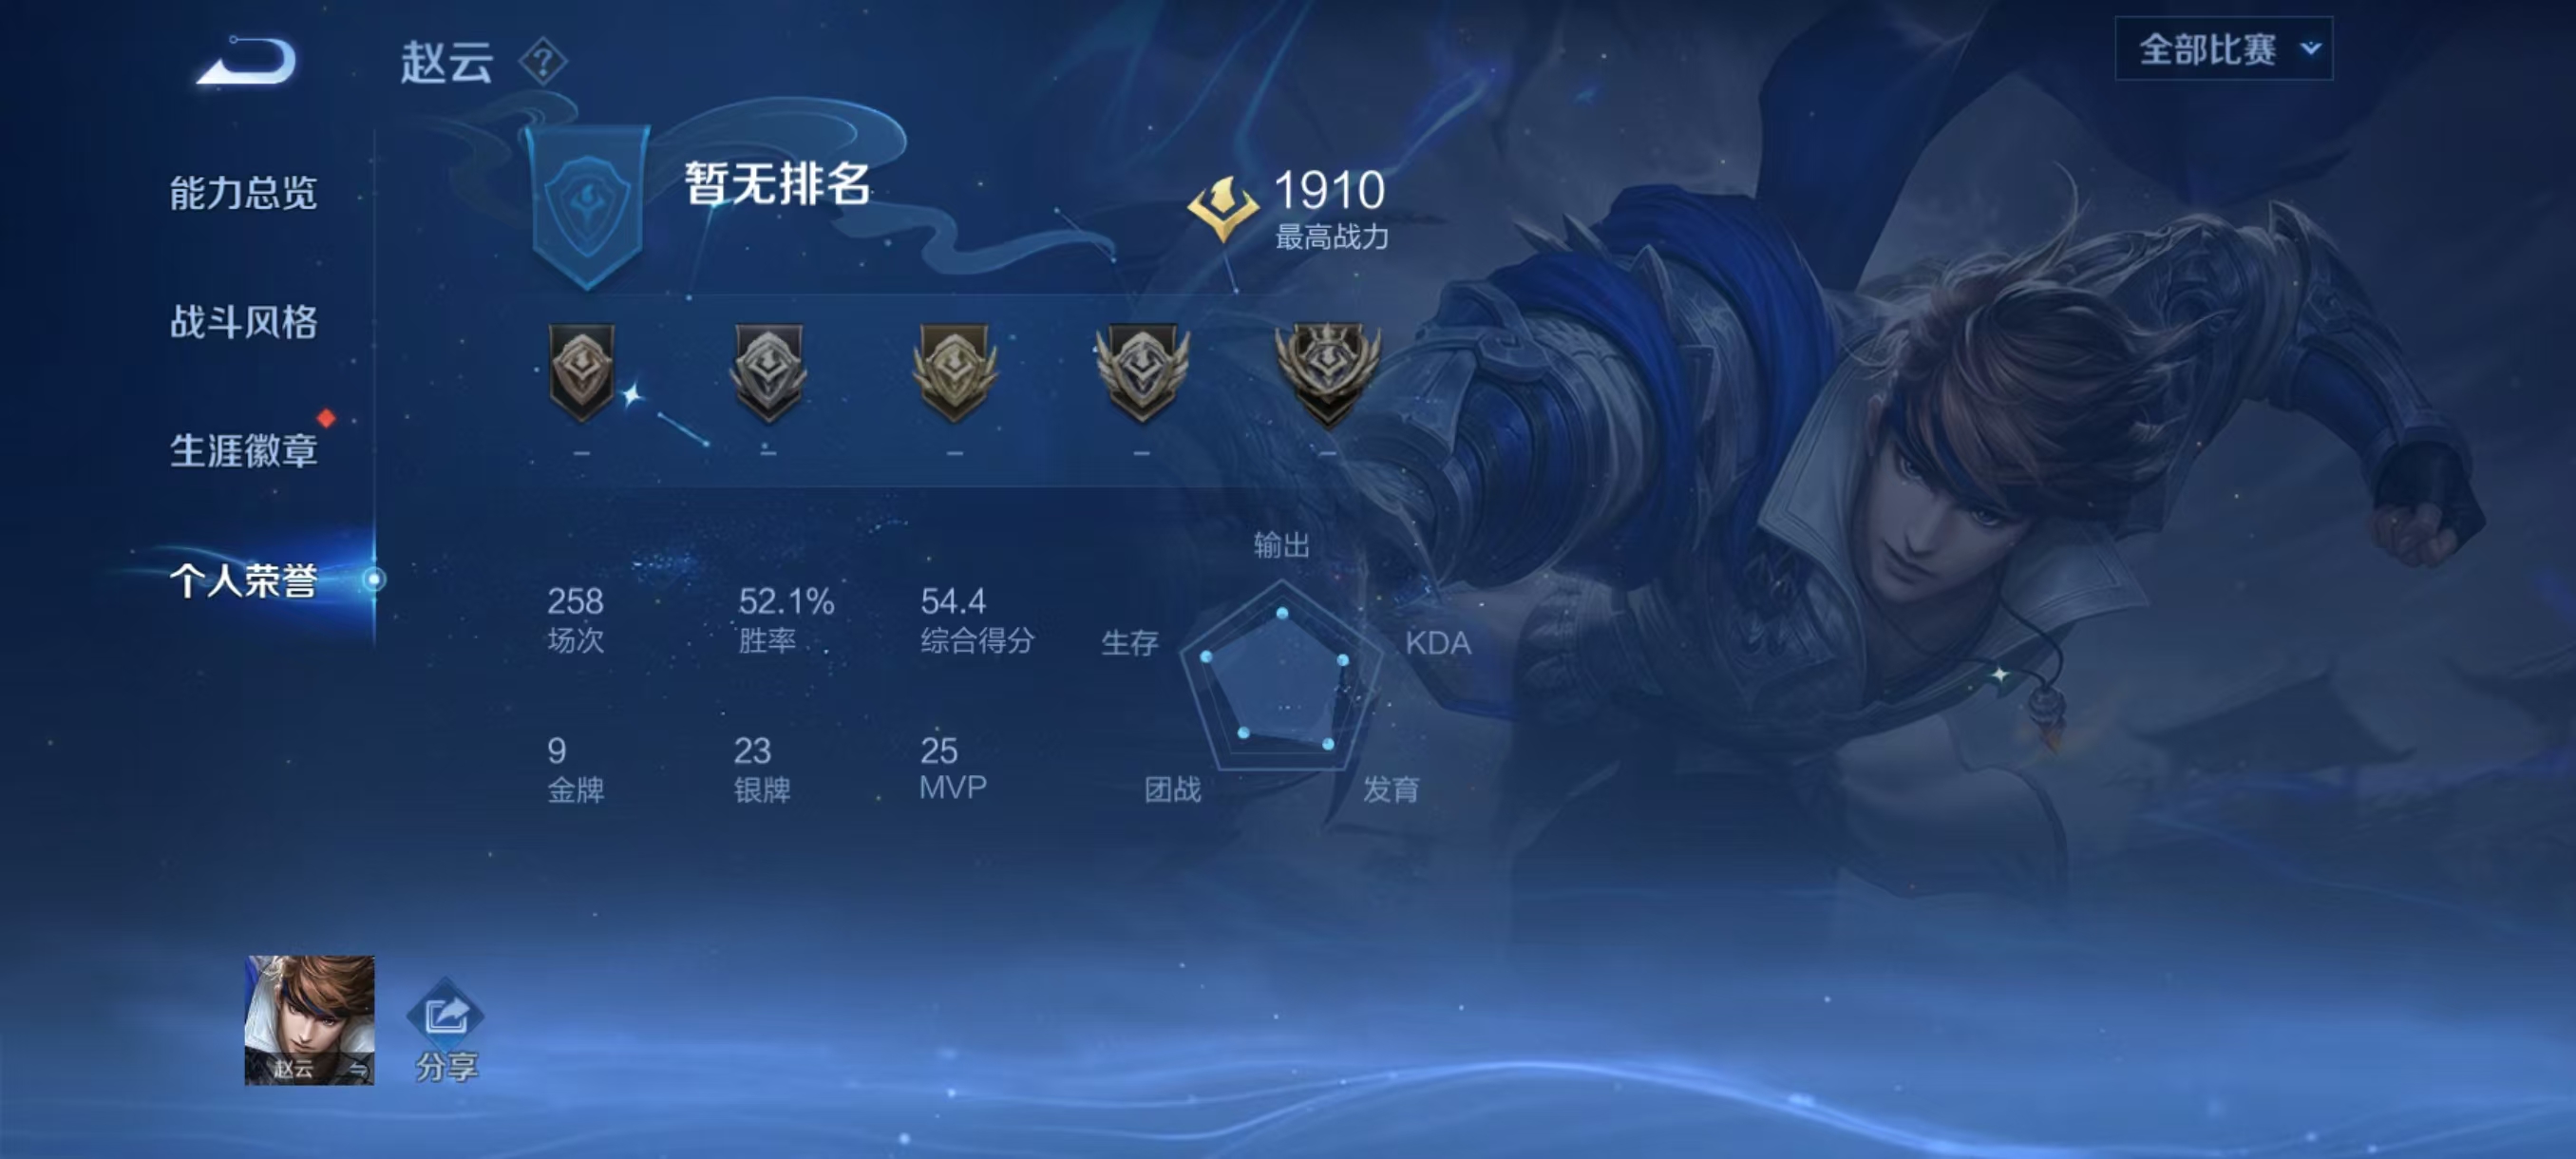 赵云 ?
全部比赛
能力总览
战斗风格
生涯徽章
个人荣誉
暂无排名
1910
最高战力
– – – – –
258
场次
52.1%
胜率
54.4
综合得分
9
金牌
23
银牌
25
MVP
输出
生存
KDA
团战
发育
赵云
分享